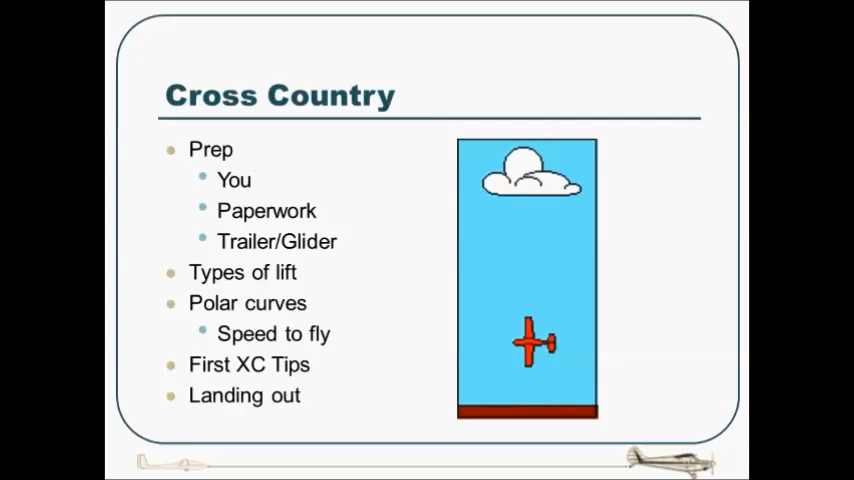 Cross Country
Prep
You
Paperwork
Trailer/Glider
Types of lift
Polar curves
Speed to fly
First XC Tips
Landing out